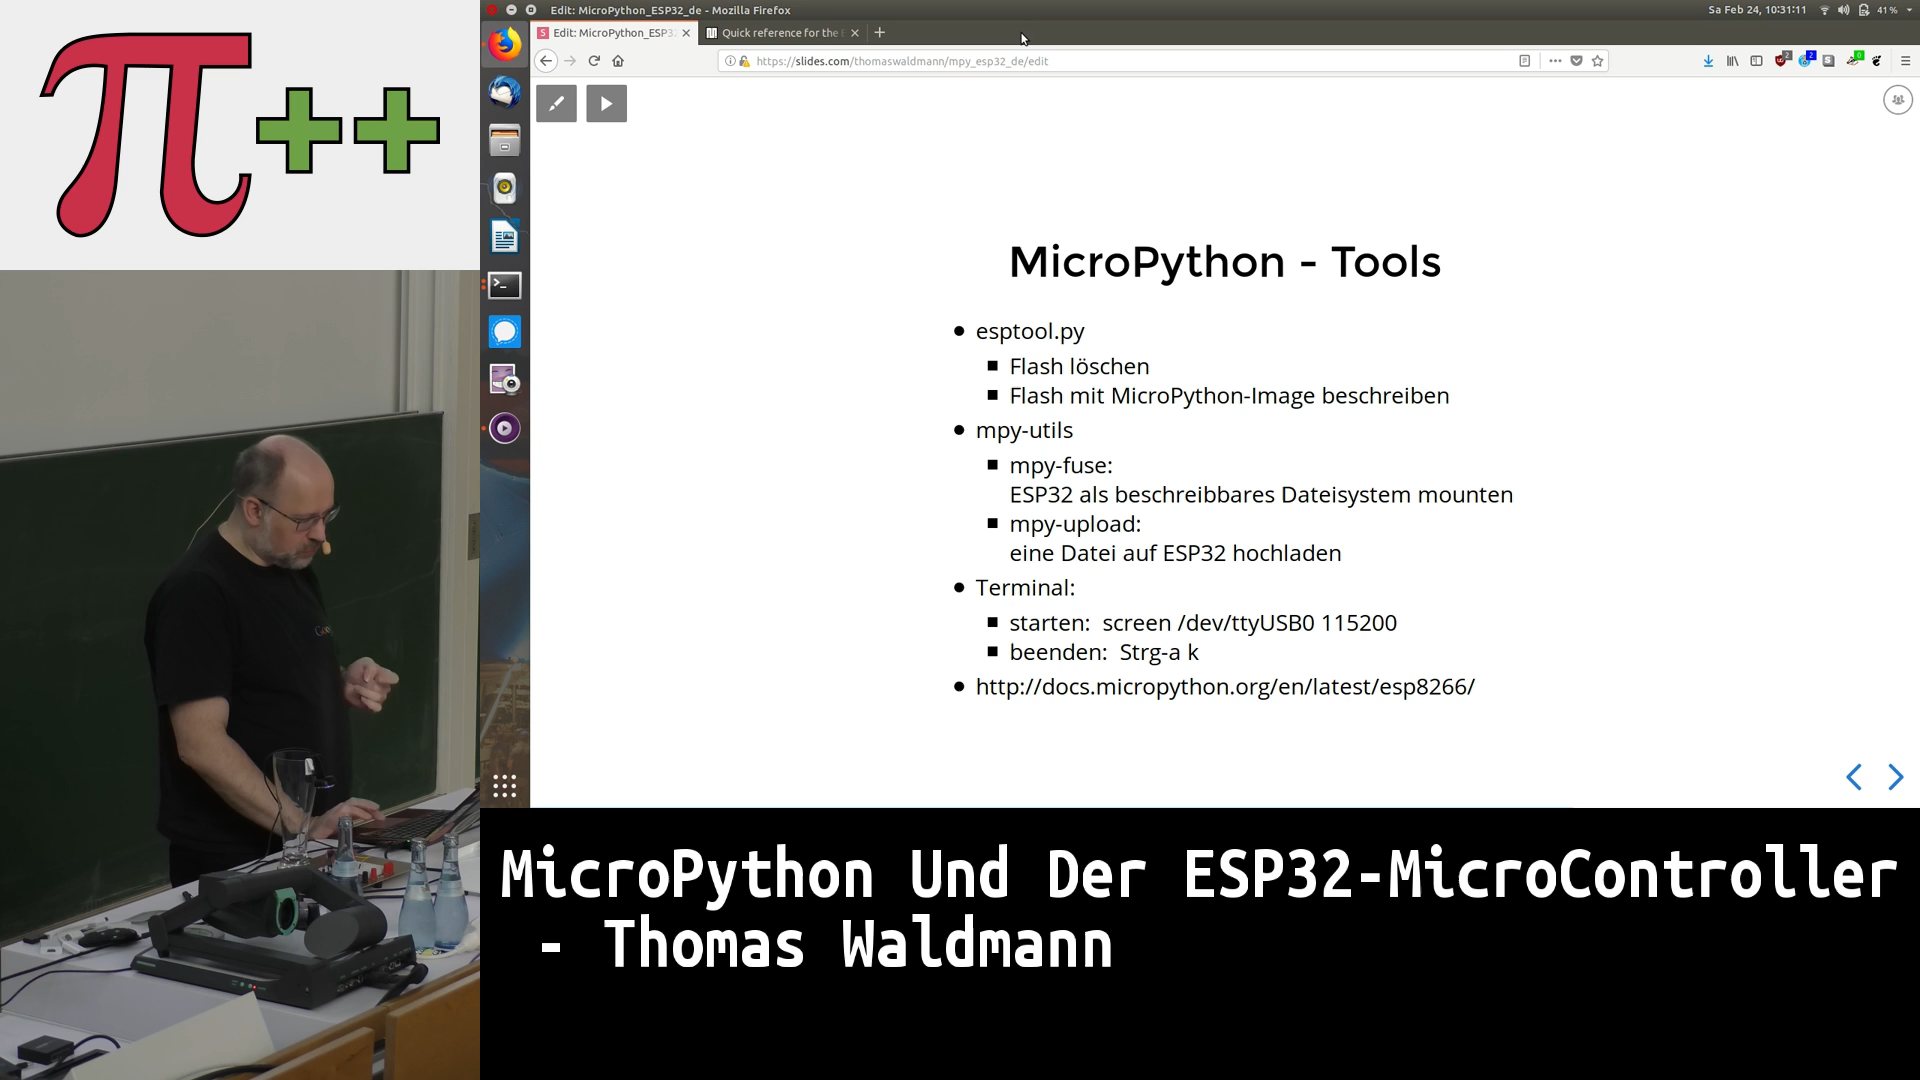 π++
Edit: MicroPython_ESP32_de - Mozilla Firefox
Sa Feb 24, 10:31:11
41%
Edit: MicroPython_ESP3
Quick reference for the
https://slides.com/thomaswaldmann/mpy_esp32_de/edit
MicroPython - Tools
esptool.py
Flash löschen
Flash mit MicroPython-Image beschreiben
mpy-utils
mpy-fuse:
ESP32 als beschreibbares Dateisystem mounten
mpy-upload:
eine Datei auf ESP32 hochladen
Terminal:
starten:  screen /dev/ttyUSB0 115200
beenden:  Strg-a k
http://docs.micropython.org/en/latest/esp8266/
MicroPython Und Der ESP32-MicroController
- Thomas Waldmann